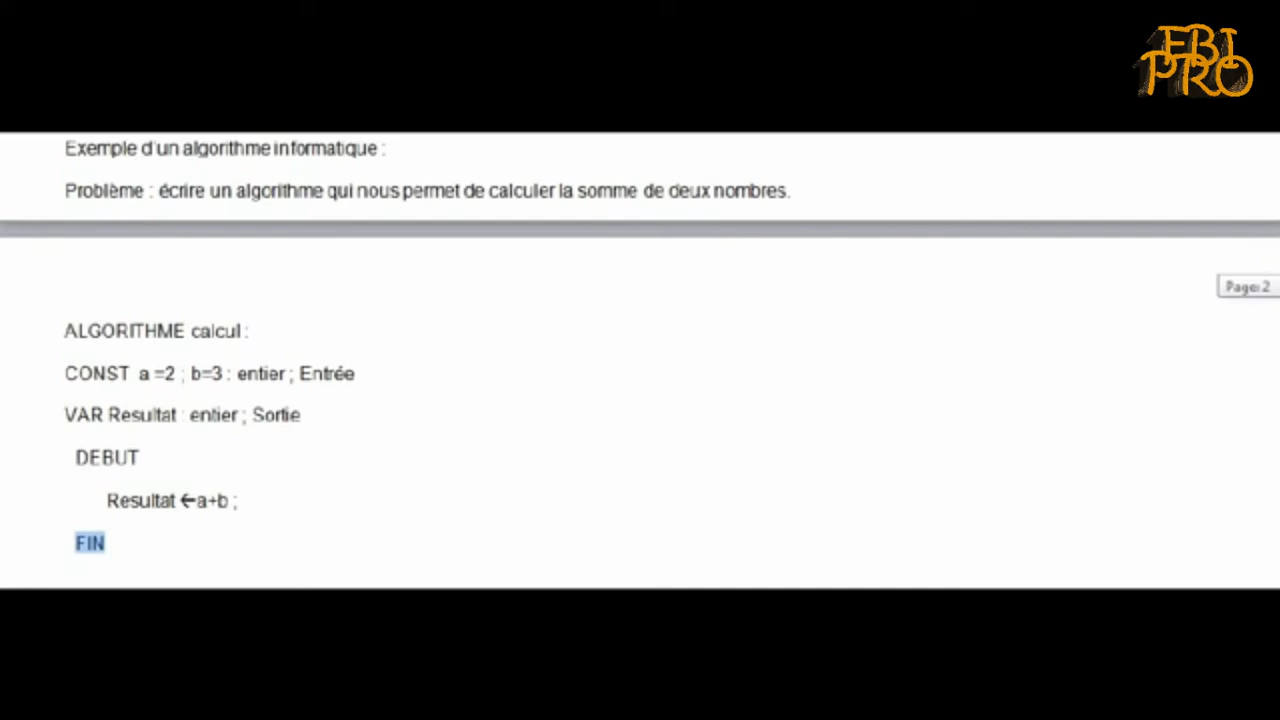 EBI
PRO
Exemple d'un algorithme informatique :
Problème : écrire un algorithme qui nous permet de calculer la somme de deux nombres.
Page: 2
ALGORITHME calcul :
CONST a =2 ; b=3 : entier ; Entrée
VAR Resultat : entier ; Sortie
DEBUT
Resultat ←a+b ;
FIN